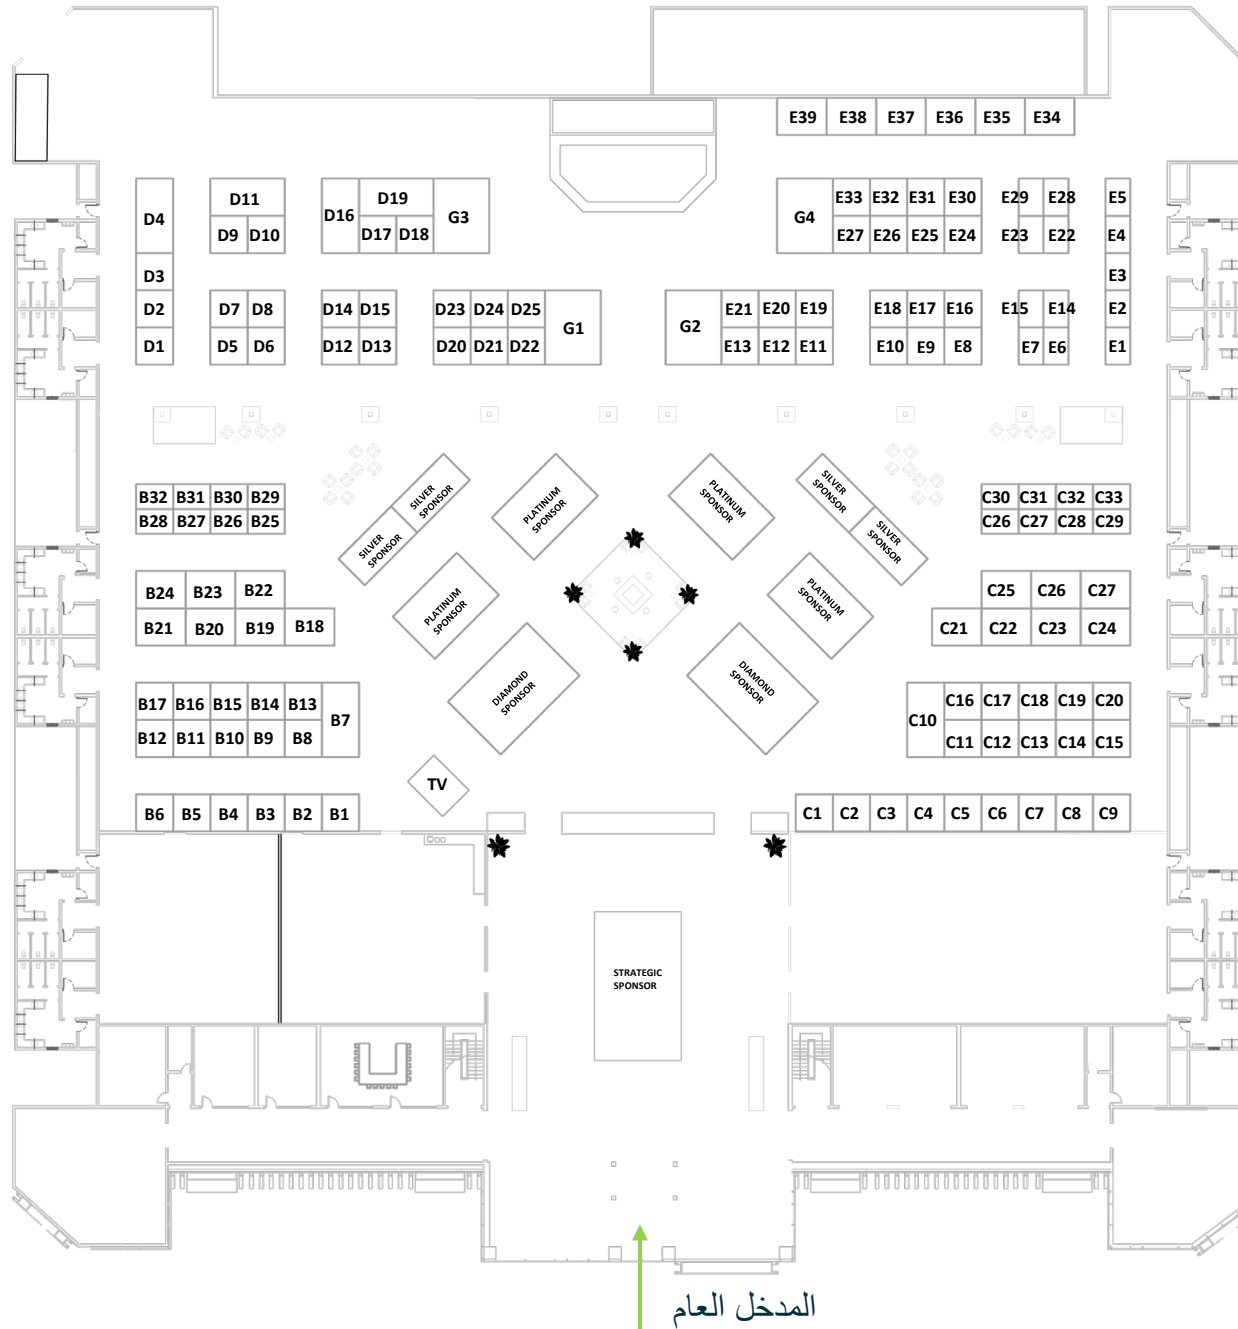 E39 E38 E37 E36 E35 E34
D4 D11 D16 D19 G3 G4 E33 E32 E31 E30 E29 E28 E5
D9 D10 D17 D18 E27 E26 E25 E24 E23 E22 E4
D3 E3
D2 D7 D8 D14 D15 D23 D24 D25 G1 G2 E21 E20 E19 E18 E17 E16 E15 E14 E2
D1 D5 D6 D12 D13 D20 D21 D22 E13 E12 E11 E10 E9 E8 E7 E6 E1
SILVER
SPONSOR
SILVER
SPONSOR
PLATINUM
SPONSOR
PLATINUM
SPONSOR
SILVER
SPONSOR
SILVER
SPONSOR
B32 B31 B30 B29
B28 B27 B26 B25
C30 C31 C32 C33
C26 C27 C28 C29
PLATINUM
SPONSOR
PLATINUM
SPONSOR
B24 B23 B22
B21 B20 B19 B18
C25 C26 C27
C21 C22 C23 C24
DIAMOND
SPONSOR
DIAMOND
SPONSOR
B17 B16 B15 B14 B13 B7
B12 B11 B10 B9 B8
C10 C16 C17 C18 C19 C20
C11 C12 C13 C14 C15
TV
B6 B5 B4 B3 B2 B1
C1 C2 C3 C4 C5 C6 C7 C8 C9
STRATEGIC
SPONSOR
المدخل العام